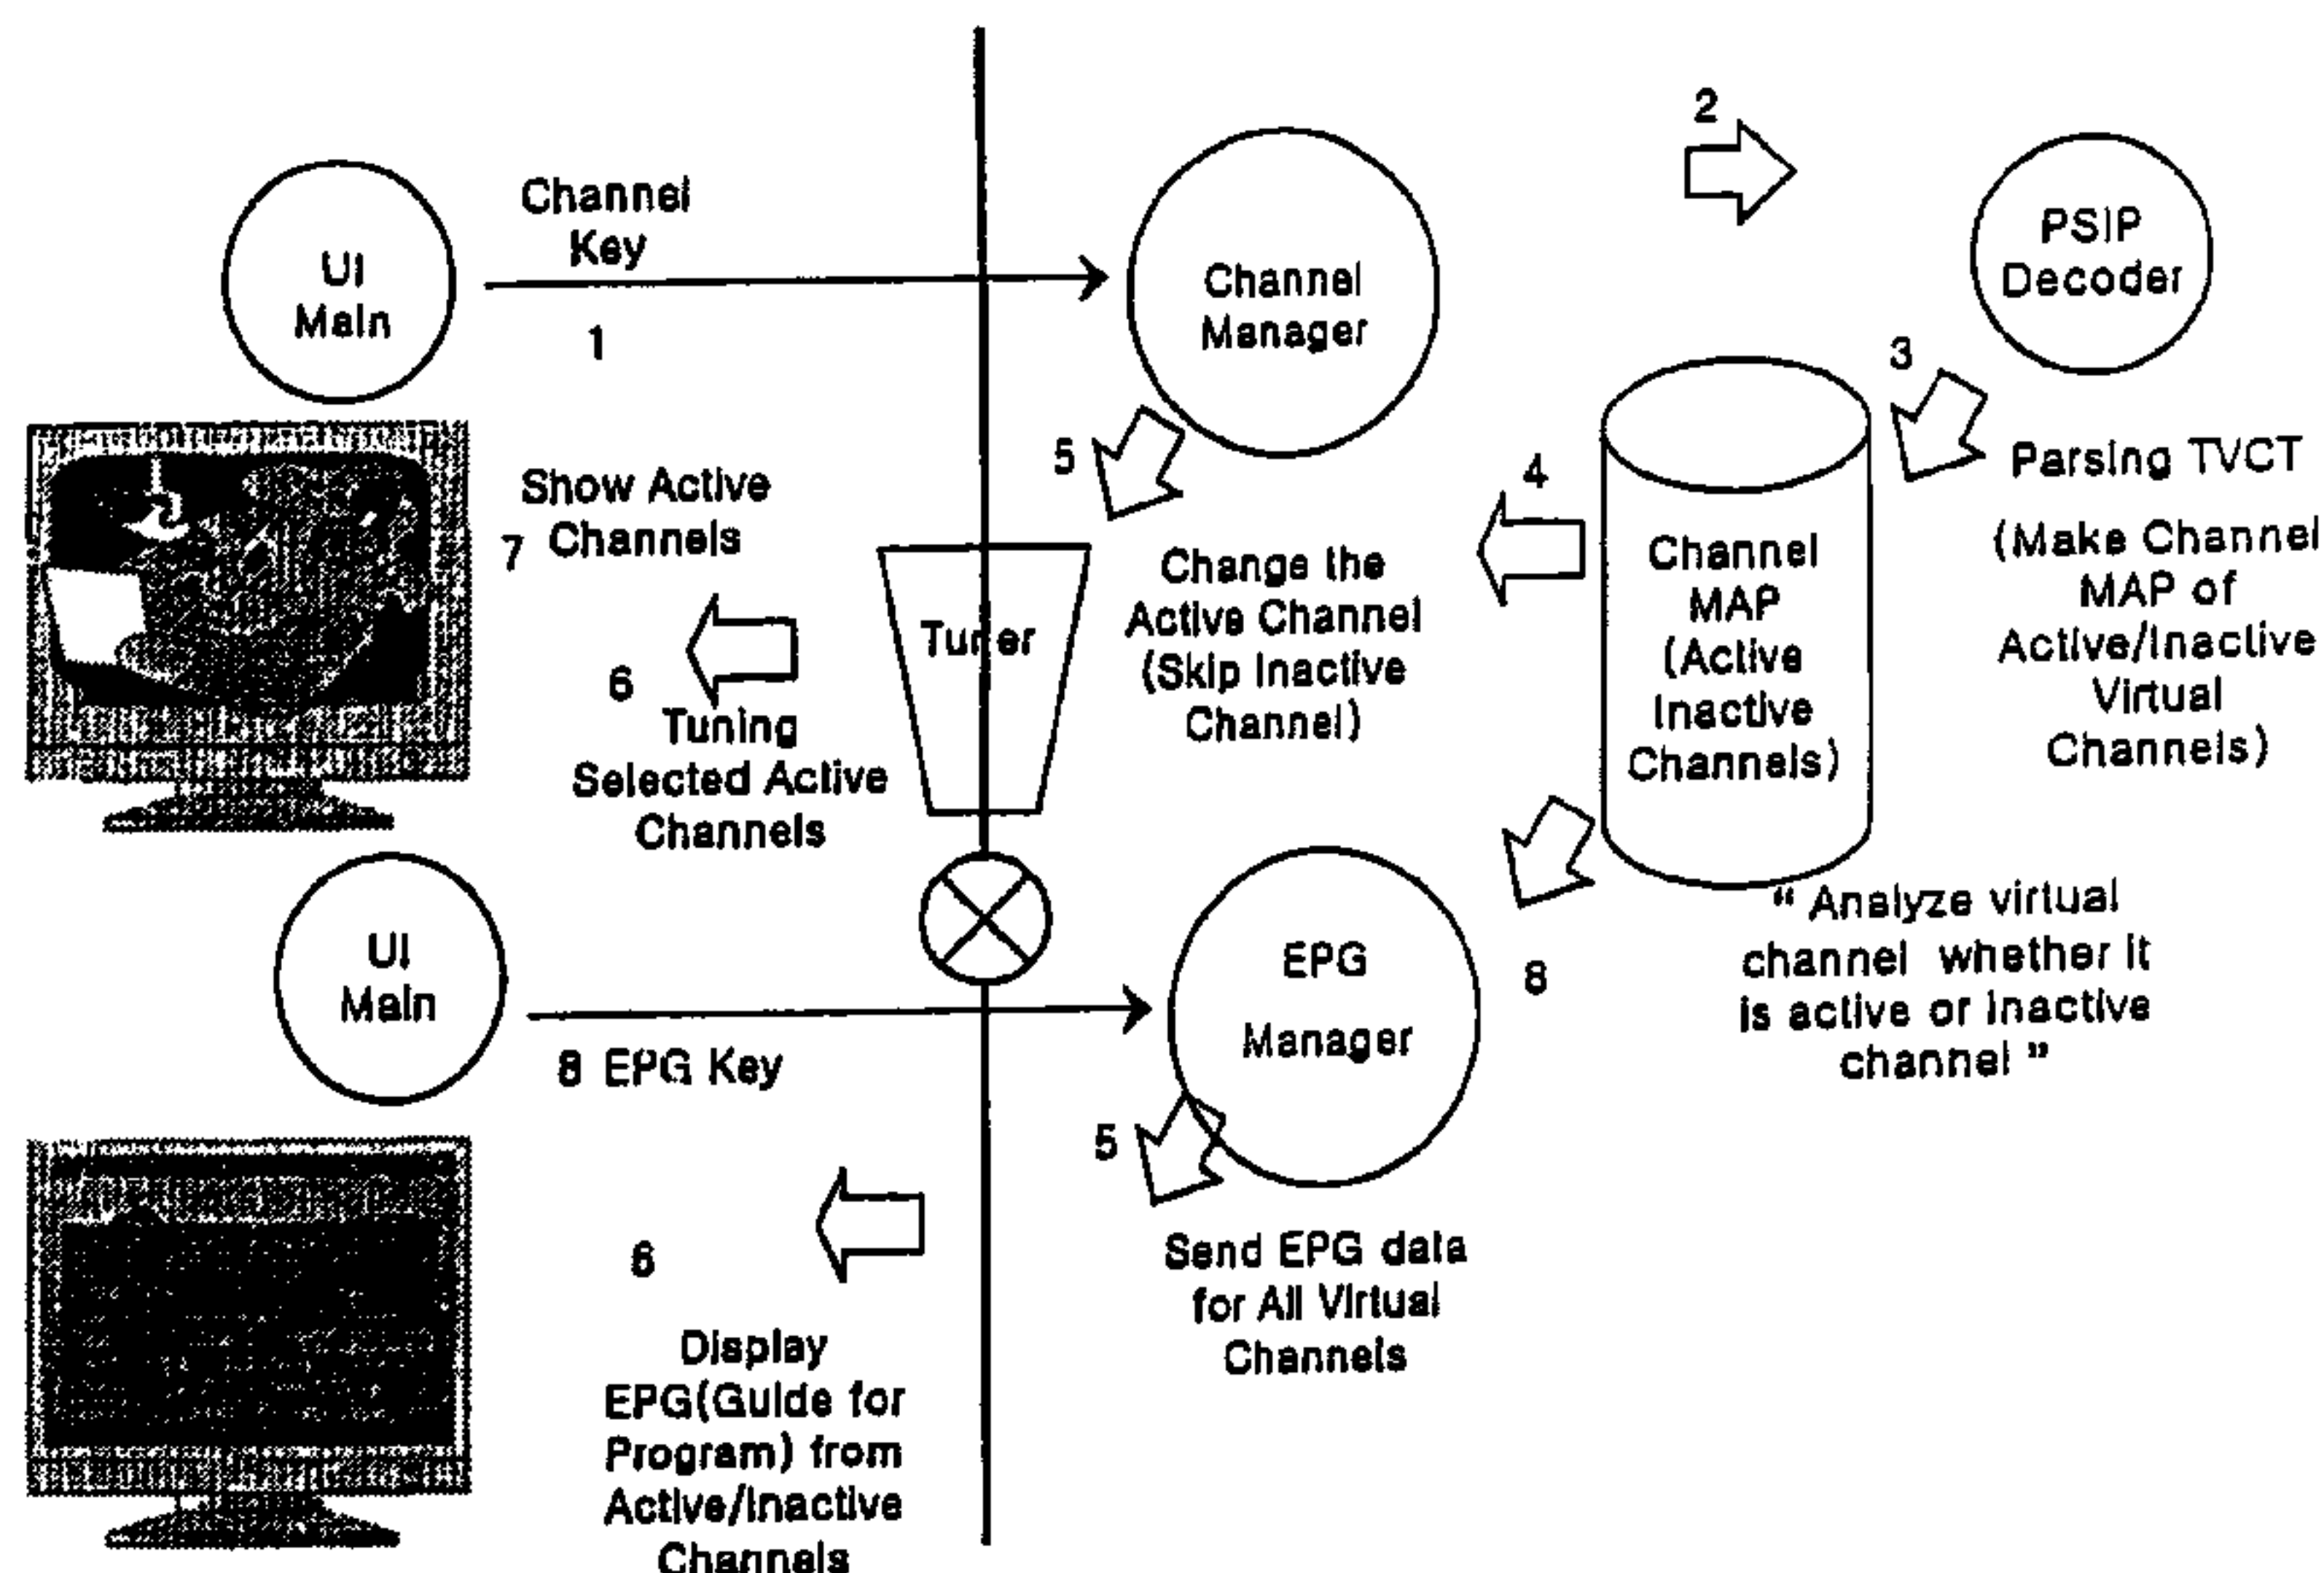 2
Channel
Key
1
UI
Main
Channel
Manager
PSIP
Decoder
3
Parsing TVCT
(Make Channel
MAP of
Active/Inactive
Virtual
Channels)
4
Channel
MAP
(Active
Inactive
Channels)
5
Change the
Active Channel
(Skip Inactive
Channel)
Show Active
7 Channels
Tuner
6
Tuning
Selected Active
Channels
UI
Main
8 EPG Key
EPG
Manager
8
“ Analyze virtual
channel whether it
is active or inactive
channel ”
5
Send EPG data
for All Virtual
Channels
6
Display
EPG(Guide for
Program) from
Active/Inactive
Channels